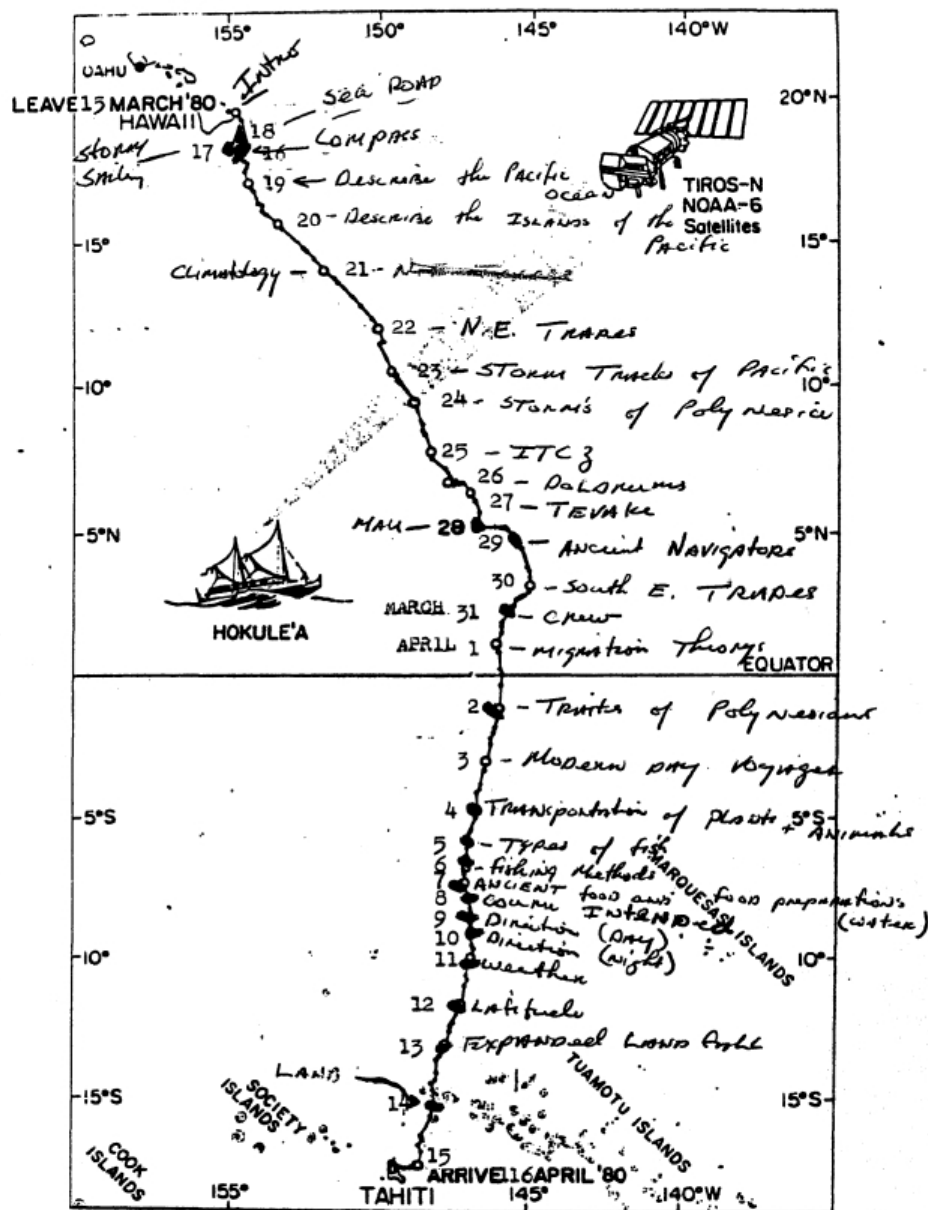 155° 150° 145° 140°W
OAHU
Intro
Sea ROAD
LEAVE 15 MARCH '80
HAWAII
20°N
18
COMPASS
STORMY
17
16
TIROS-N
NOAA-6
Satellites
19 ← Describe the Pacific Ocean
20 - Describe the Islands of the Pacific
15°
15°
Climatology - 21 - N
22 - N.E. TRADES
10°
23 - STORM TRACKS of PACIFIC
10°
24 - STORM'S of Polynesia
25 - ITCZ
26 - DOLDRUMS
27 - TEVAKE
MAU - 28
5°N
5°N
29 - ANCIENT NAVIGATORS
30 - South E. TRADES
HOKULE'A
MARCH 31 - CREW
APRIL 1 - MIGRATION Theorys
EQUATOR
2 - TRAITS of Polynesians
3 - MODERN DAY Voyages
4 TRANSPORTATION of Plants + ANIMALS
5°S
5°S
5 - TYPES of fish
6 - fishing methods
MARQUESAS ISLANDS
7 ANCIENT food and food preparations (water)
8 COURSE INTENDED
9 Direction (DAY)
10 Direction (Night)
10°
11 - Weather
10°
12 - Latitude
13 - EXPANDED LAND fall
LAND
14
TUAMOTU ISLANDS
15°S
15°S
SOCIETY ISLANDS
COOK ISLANDS
15
ARRIVE 16 APRIL '80
TAHITI
155° 150° 145° 140°W